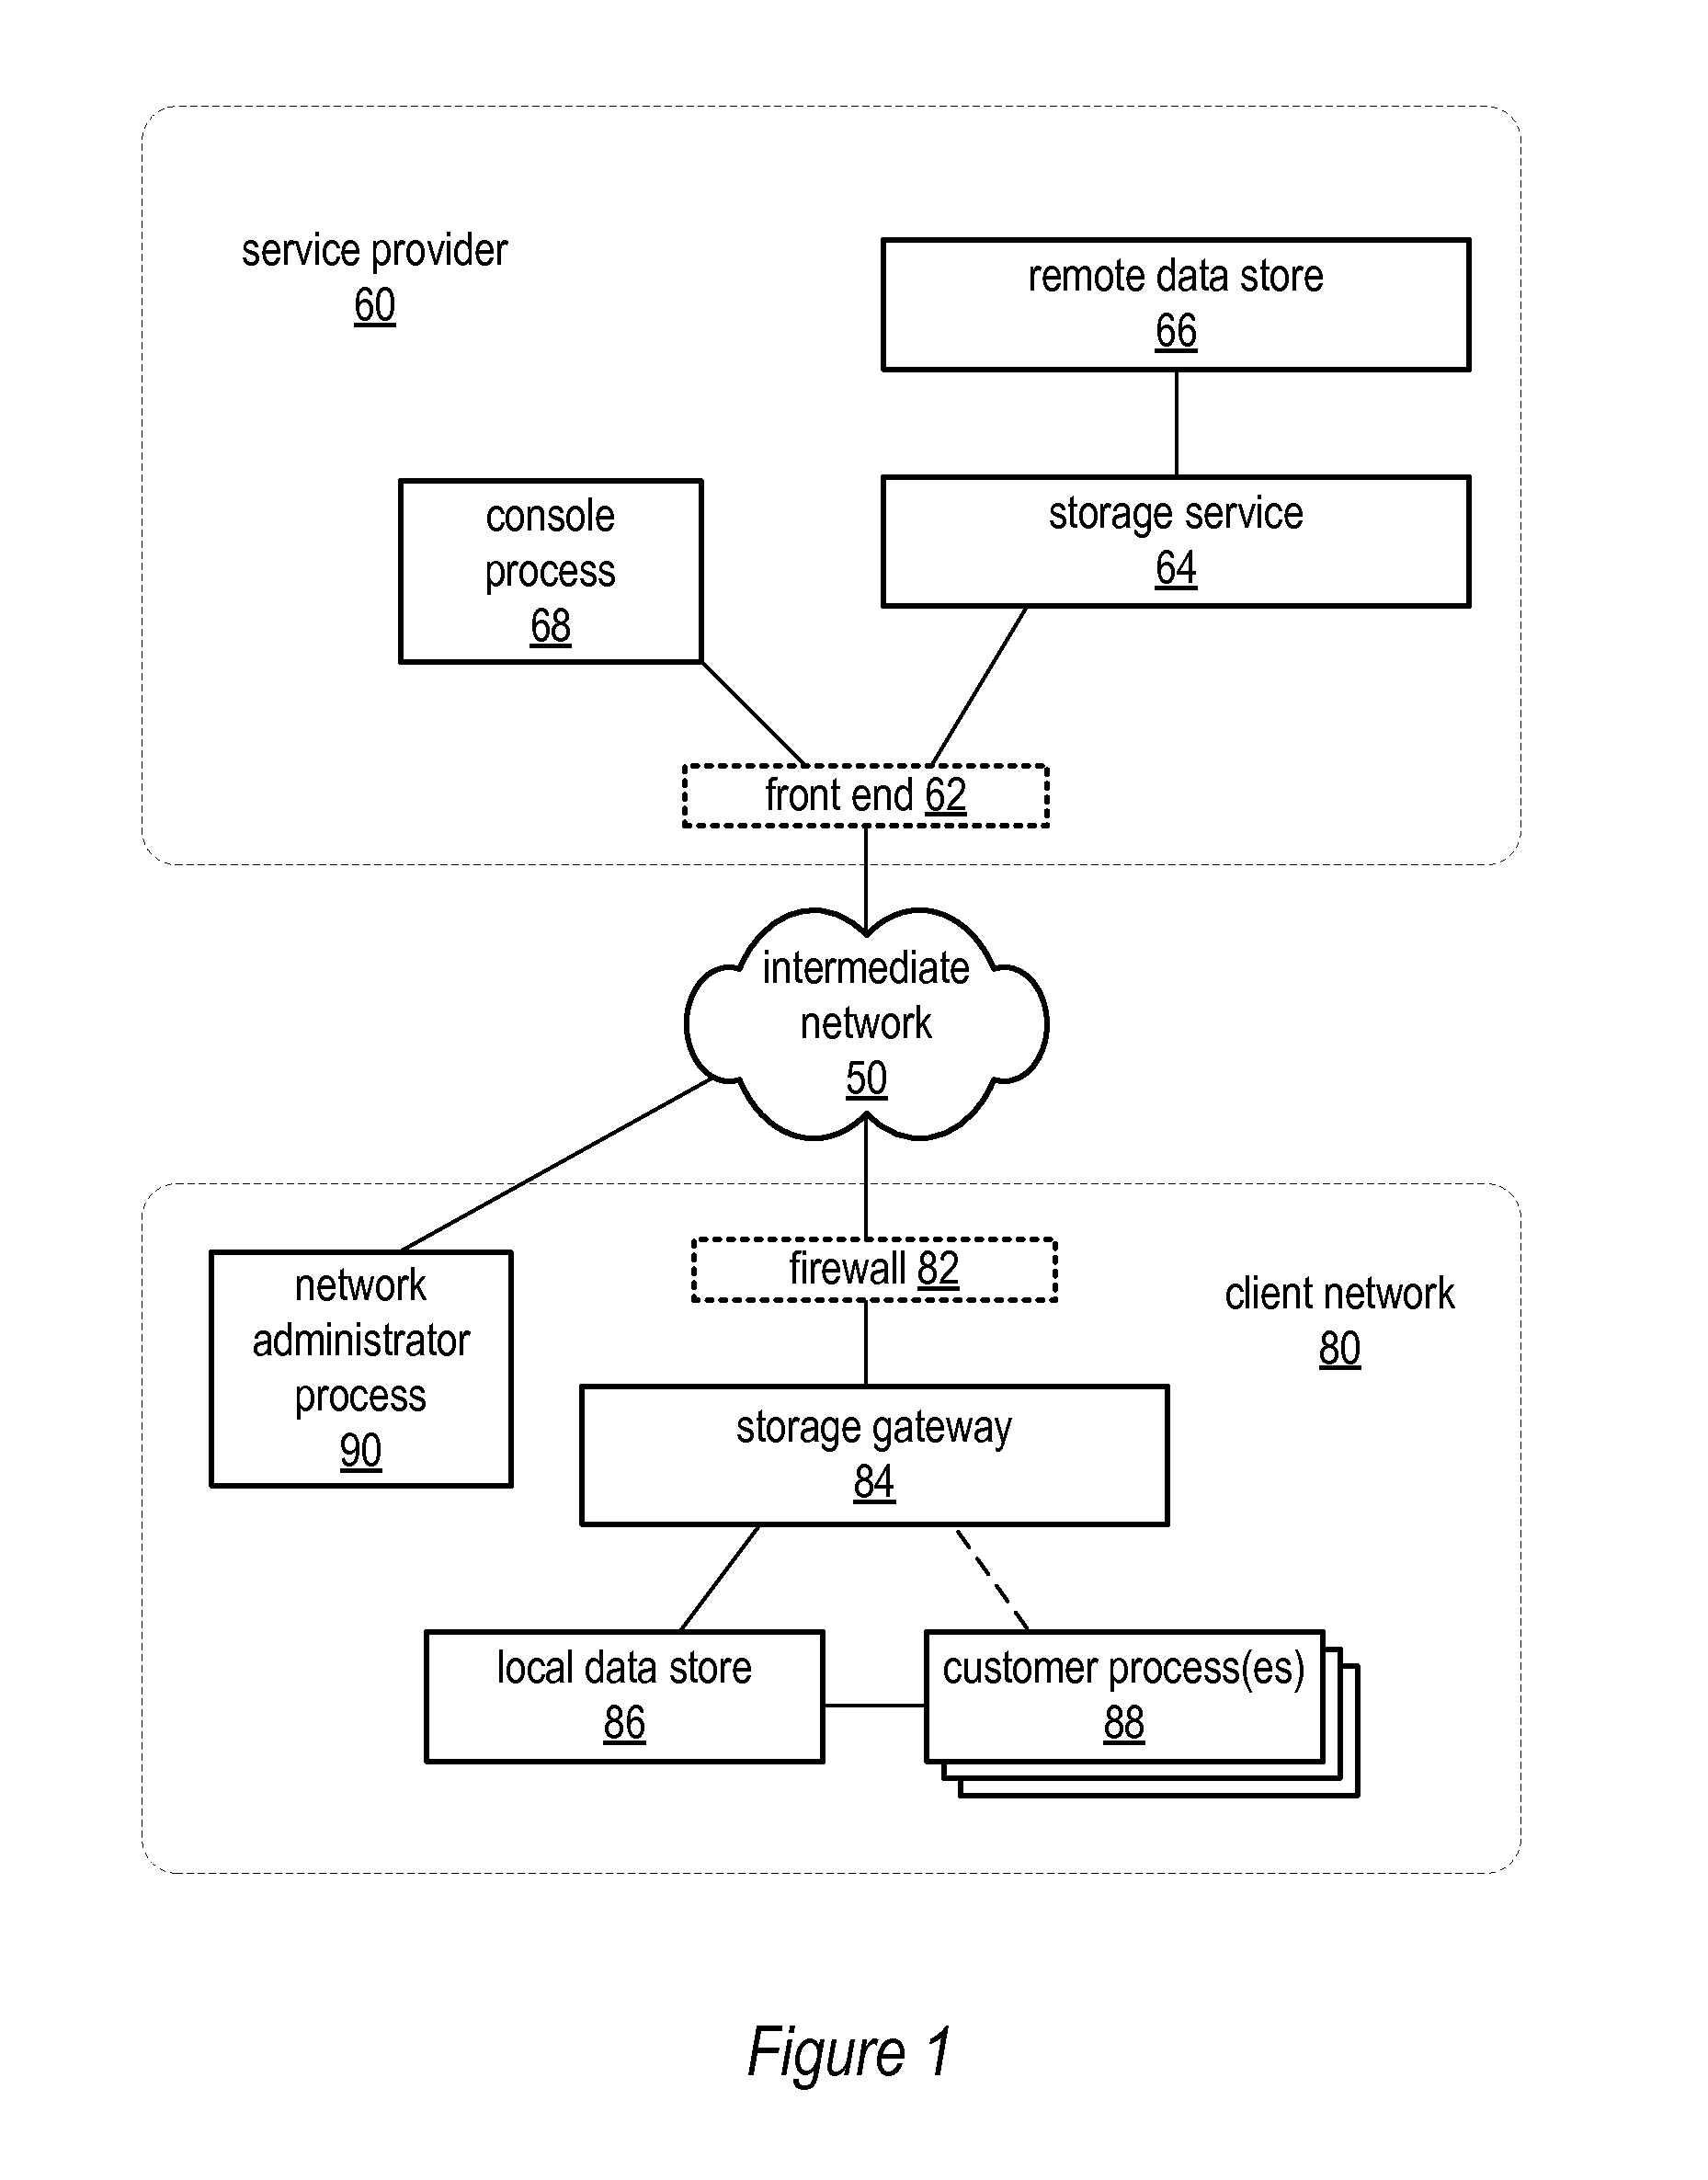 service provider
60
remote data store
66
console
process
68
storage service
64
front end 62
intermediate
network
50
network
administrator
process
90
firewall 82
client network
80
storage gateway
84
local data store
86
customer process(es)
88
Figure 1